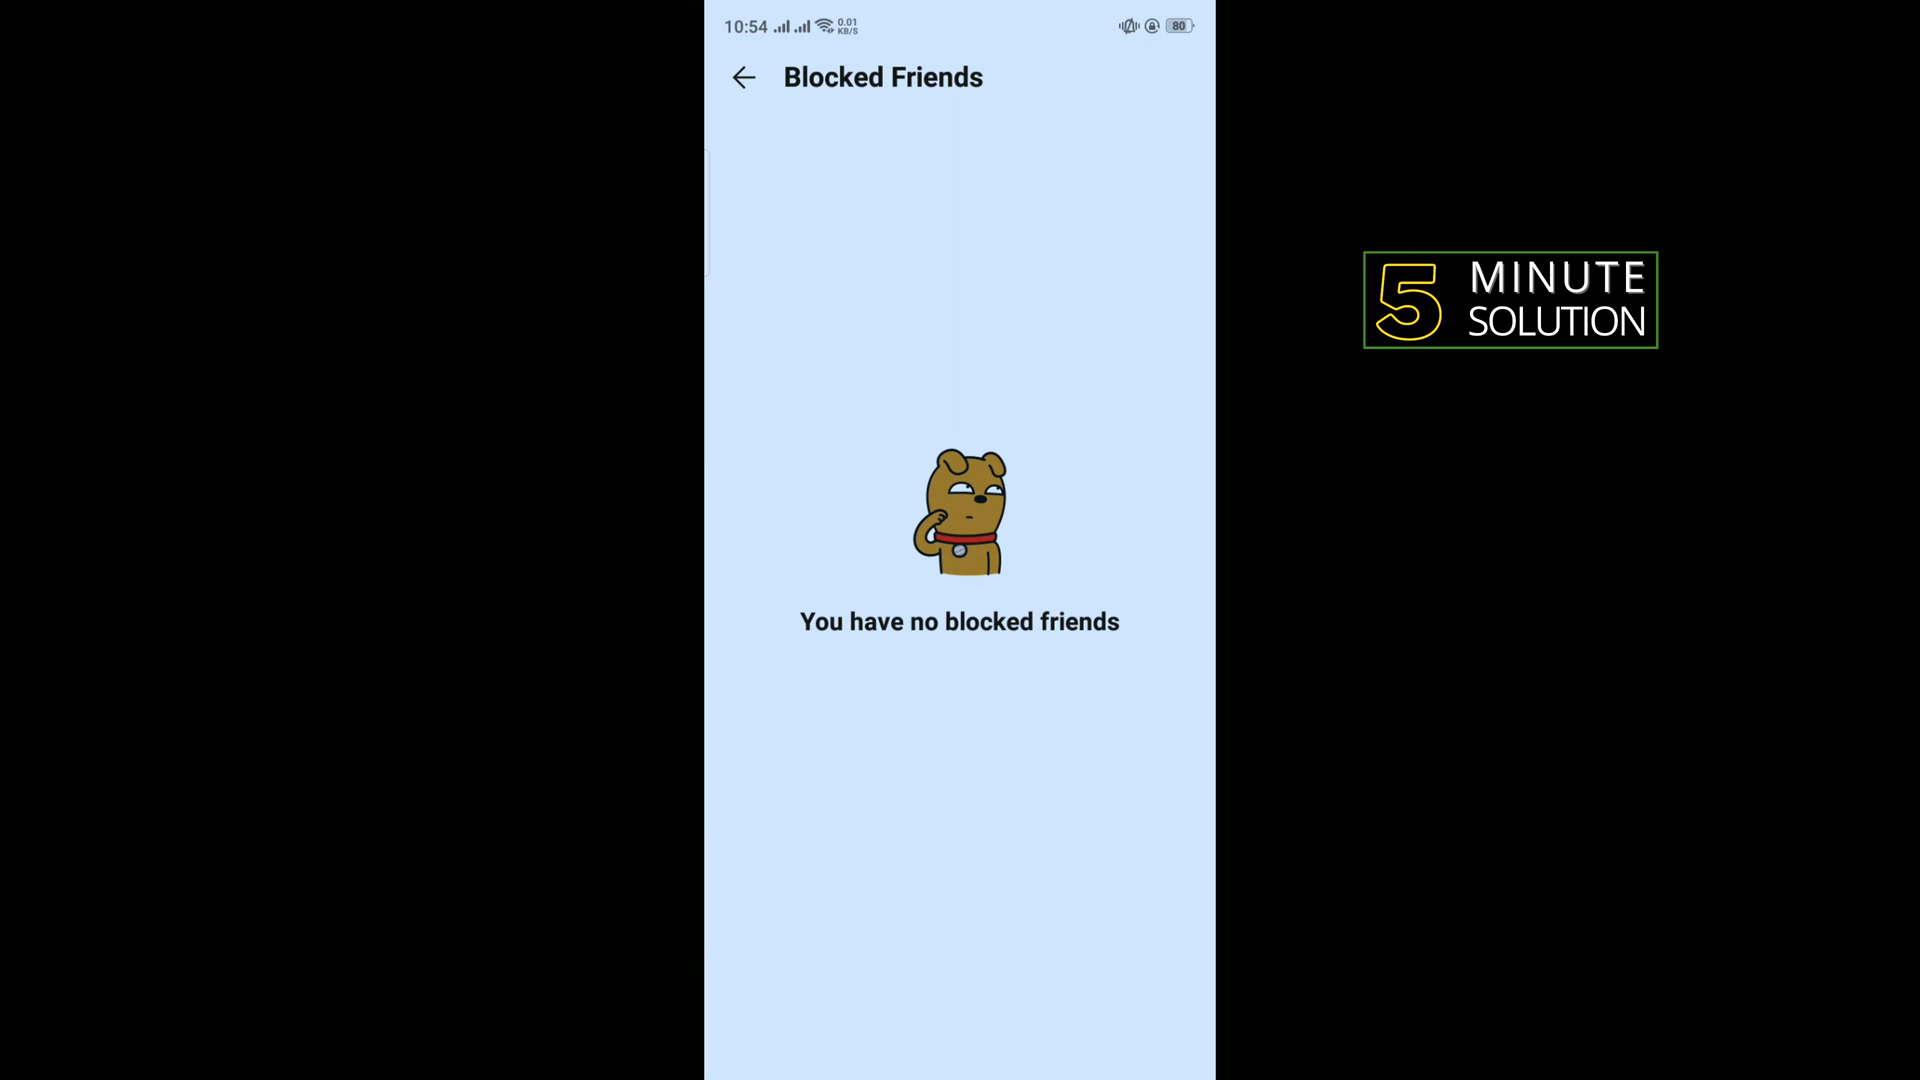 10:54 0.01 KB/S 80
Blocked Friends
5 MINUTE
SOLUTION
You have no blocked friends